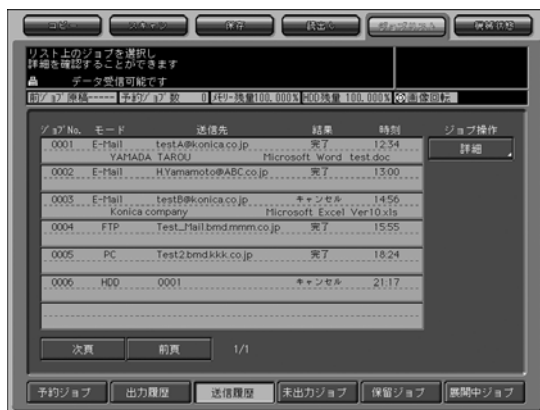 コピー スキャン 保存 読出し ジョブリスト 機械状態
リスト上のジョブを選択し
詳細を確認することができます
データ受信可能です
前ジョブ原稿----- 予約ジョブ数 0 メモリー残量100.000% HDD残量 100.000% 画像回転
ジョブNo. モード 送信先 結果 時刻 ジョブ操作
0001 E-Mail testA@konica.co.jp 完了 12:34 詳細
YAMADA TAROU Microsoft Word test.doc
0002 E-Mail H.Yamamoto@ABC.co.jp 完了 13:00
0003 E-Mail testB@konica.co.jp キャンセル 14:56
Konica company Microsoft Excel Ver10.xls
0004 FTP Test_Mail.bmd.mmm.co.jp 完了 15:55
0005 PC Test2.bmd.kkk.co.jp 完了 18:24
0006 HDD 0001 キャンセル 21:17
次頁 前頁 1/1
予約ジョブ 出力履歴 送信履歴 未出力ジョブ 保留ジョブ 展開中ジョブ